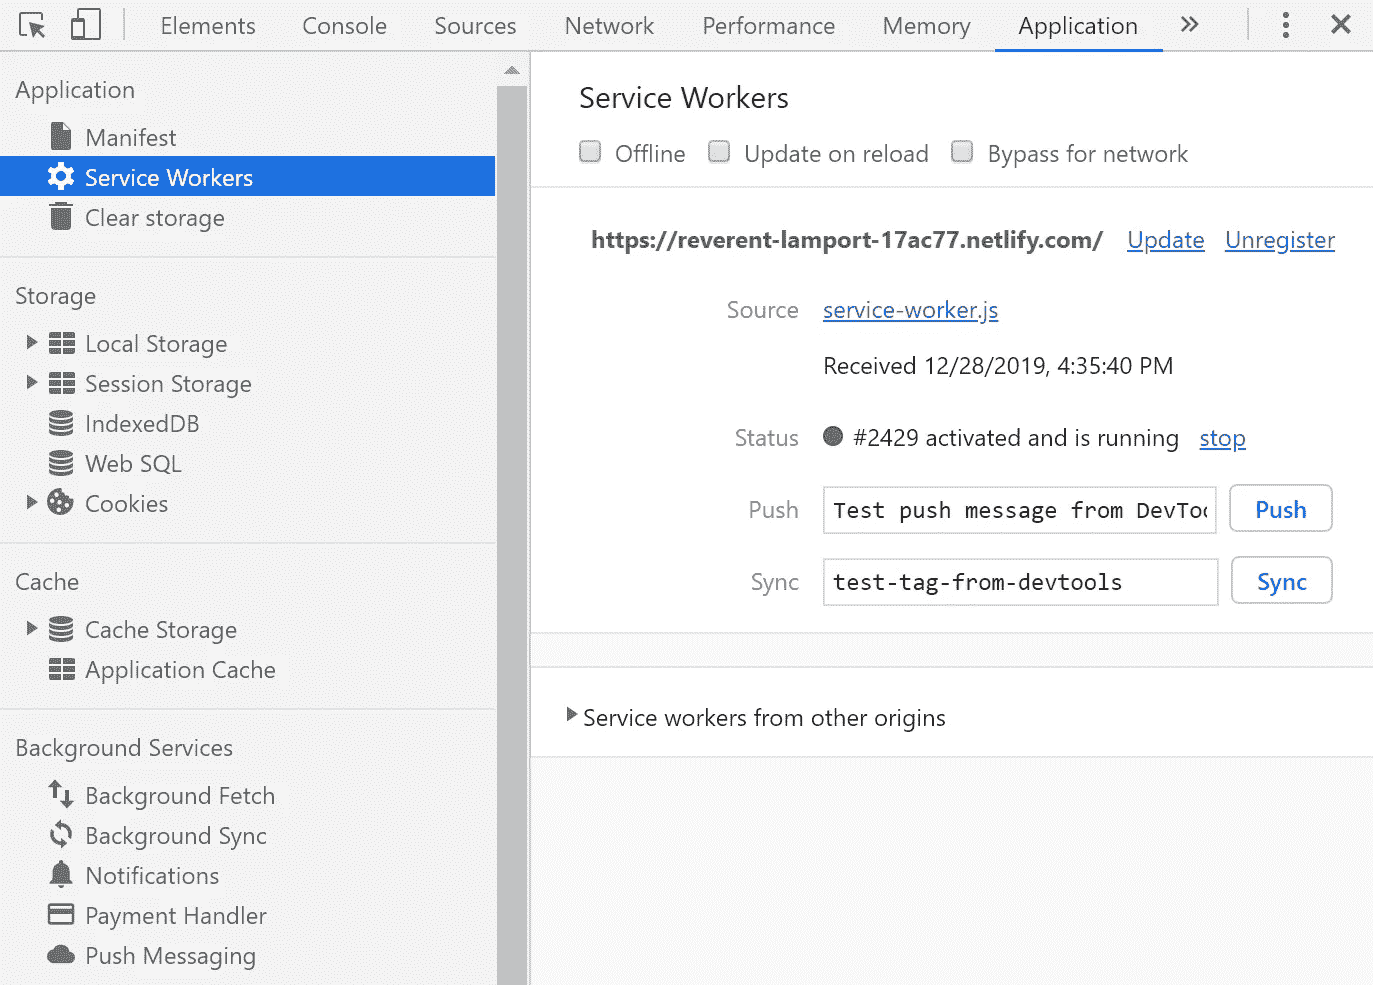 Elements Console Sources Network Performance Memory Application
Application
Manifest
Service Workers
Clear storage
Storage
Local Storage
Session Storage
IndexedDB
Web SQL
Cookies
Cache
Cache Storage
Application Cache
Background Services
Background Fetch
Background Sync
Notifications
Payment Handler
Push Messaging
Service Workers
Offline Update on reload Bypass for network
https://reverent-lamport-17ac77.netlify.com/ Update Unregister
Source service-worker.js
Received 12/28/2019, 4:35:40 PM
Status #2429 activated and is running stop
Push Test push message from DevToo Push
Sync test-tag-from-devtools Sync
Service workers from other origins